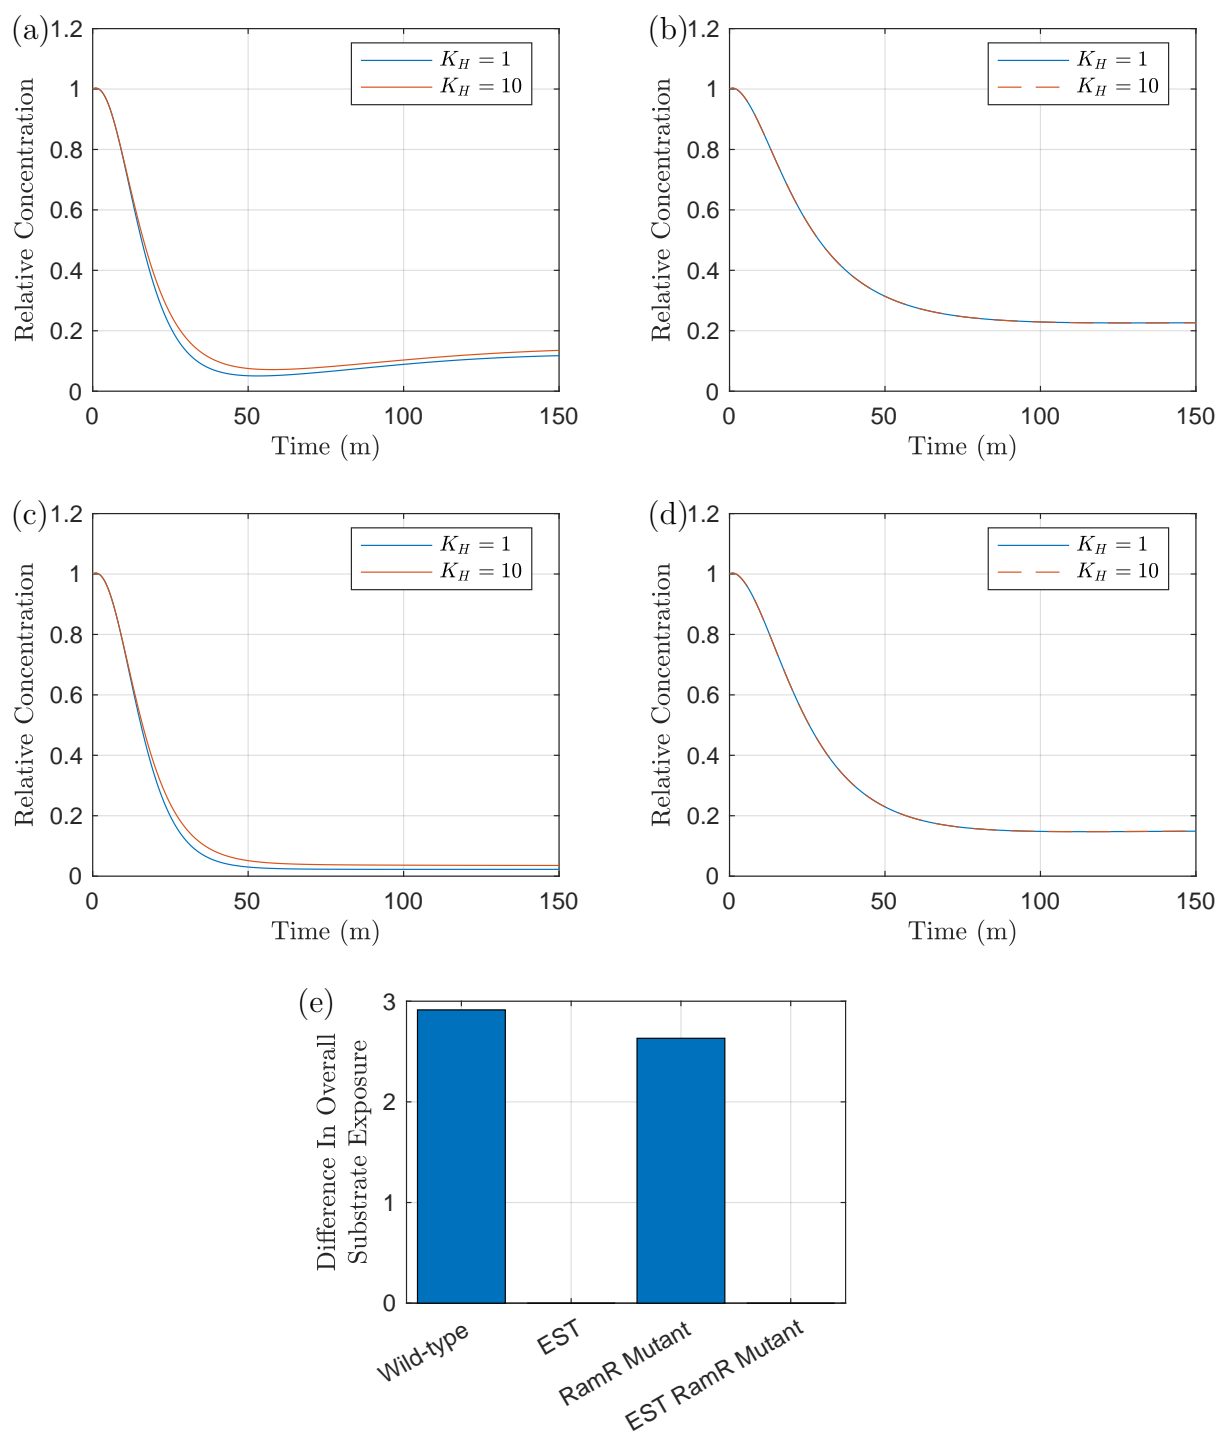 (a)
1.2
1
0.8
0.6
0.4
0.2
0
Relative Concentration
K_H = 1
K_H = 10
0 50 100 150
Time (m)
(b)
1.2
1
0.8
0.6
0.4
0.2
0
Relative Concentration
K_H = 1
K_H = 10
0 50 100 150
Time (m)
(c)
1.2
1
0.8
0.6
0.4
0.2
0
Relative Concentration
K_H = 1
K_H = 10
0 50 100 150
Time (m)
(d)
1.2
1
0.8
0.6
0.4
0.2
0
Relative Concentration
K_H = 1
K_H = 10
0 50 100 150
Time (m)
(e)
3
2
1
0
Difference In Overall
Substrate Exposure
Wild-type
EST
RamR Mutant
EST RamR Mutant